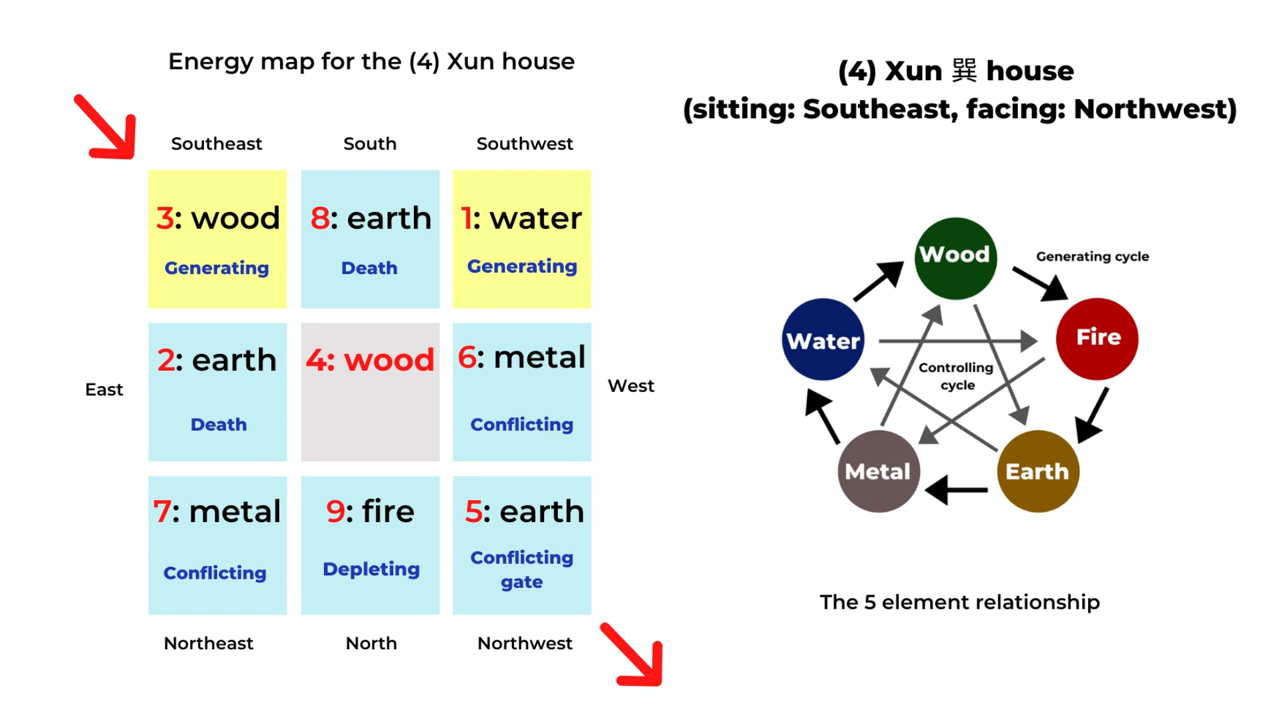 Energy map for the (4) Xun house
Southeast
South
Southwest
3: wood
Generating
8: earth
Death
1: water
Generating
East
2: earth
Death
4: wood
6: metal
Conflicting
West
7: metal
Conflicting
9: fire
Depleting
5: earth
Conflicting
gate
Northeast
North
Northwest
(4) Xun 巽 house
(sitting: Southeast, facing: Northwest)
Wood
Generating cycle
Water
Fire
Controlling
cycle
Metal
Earth
The 5 element relationship